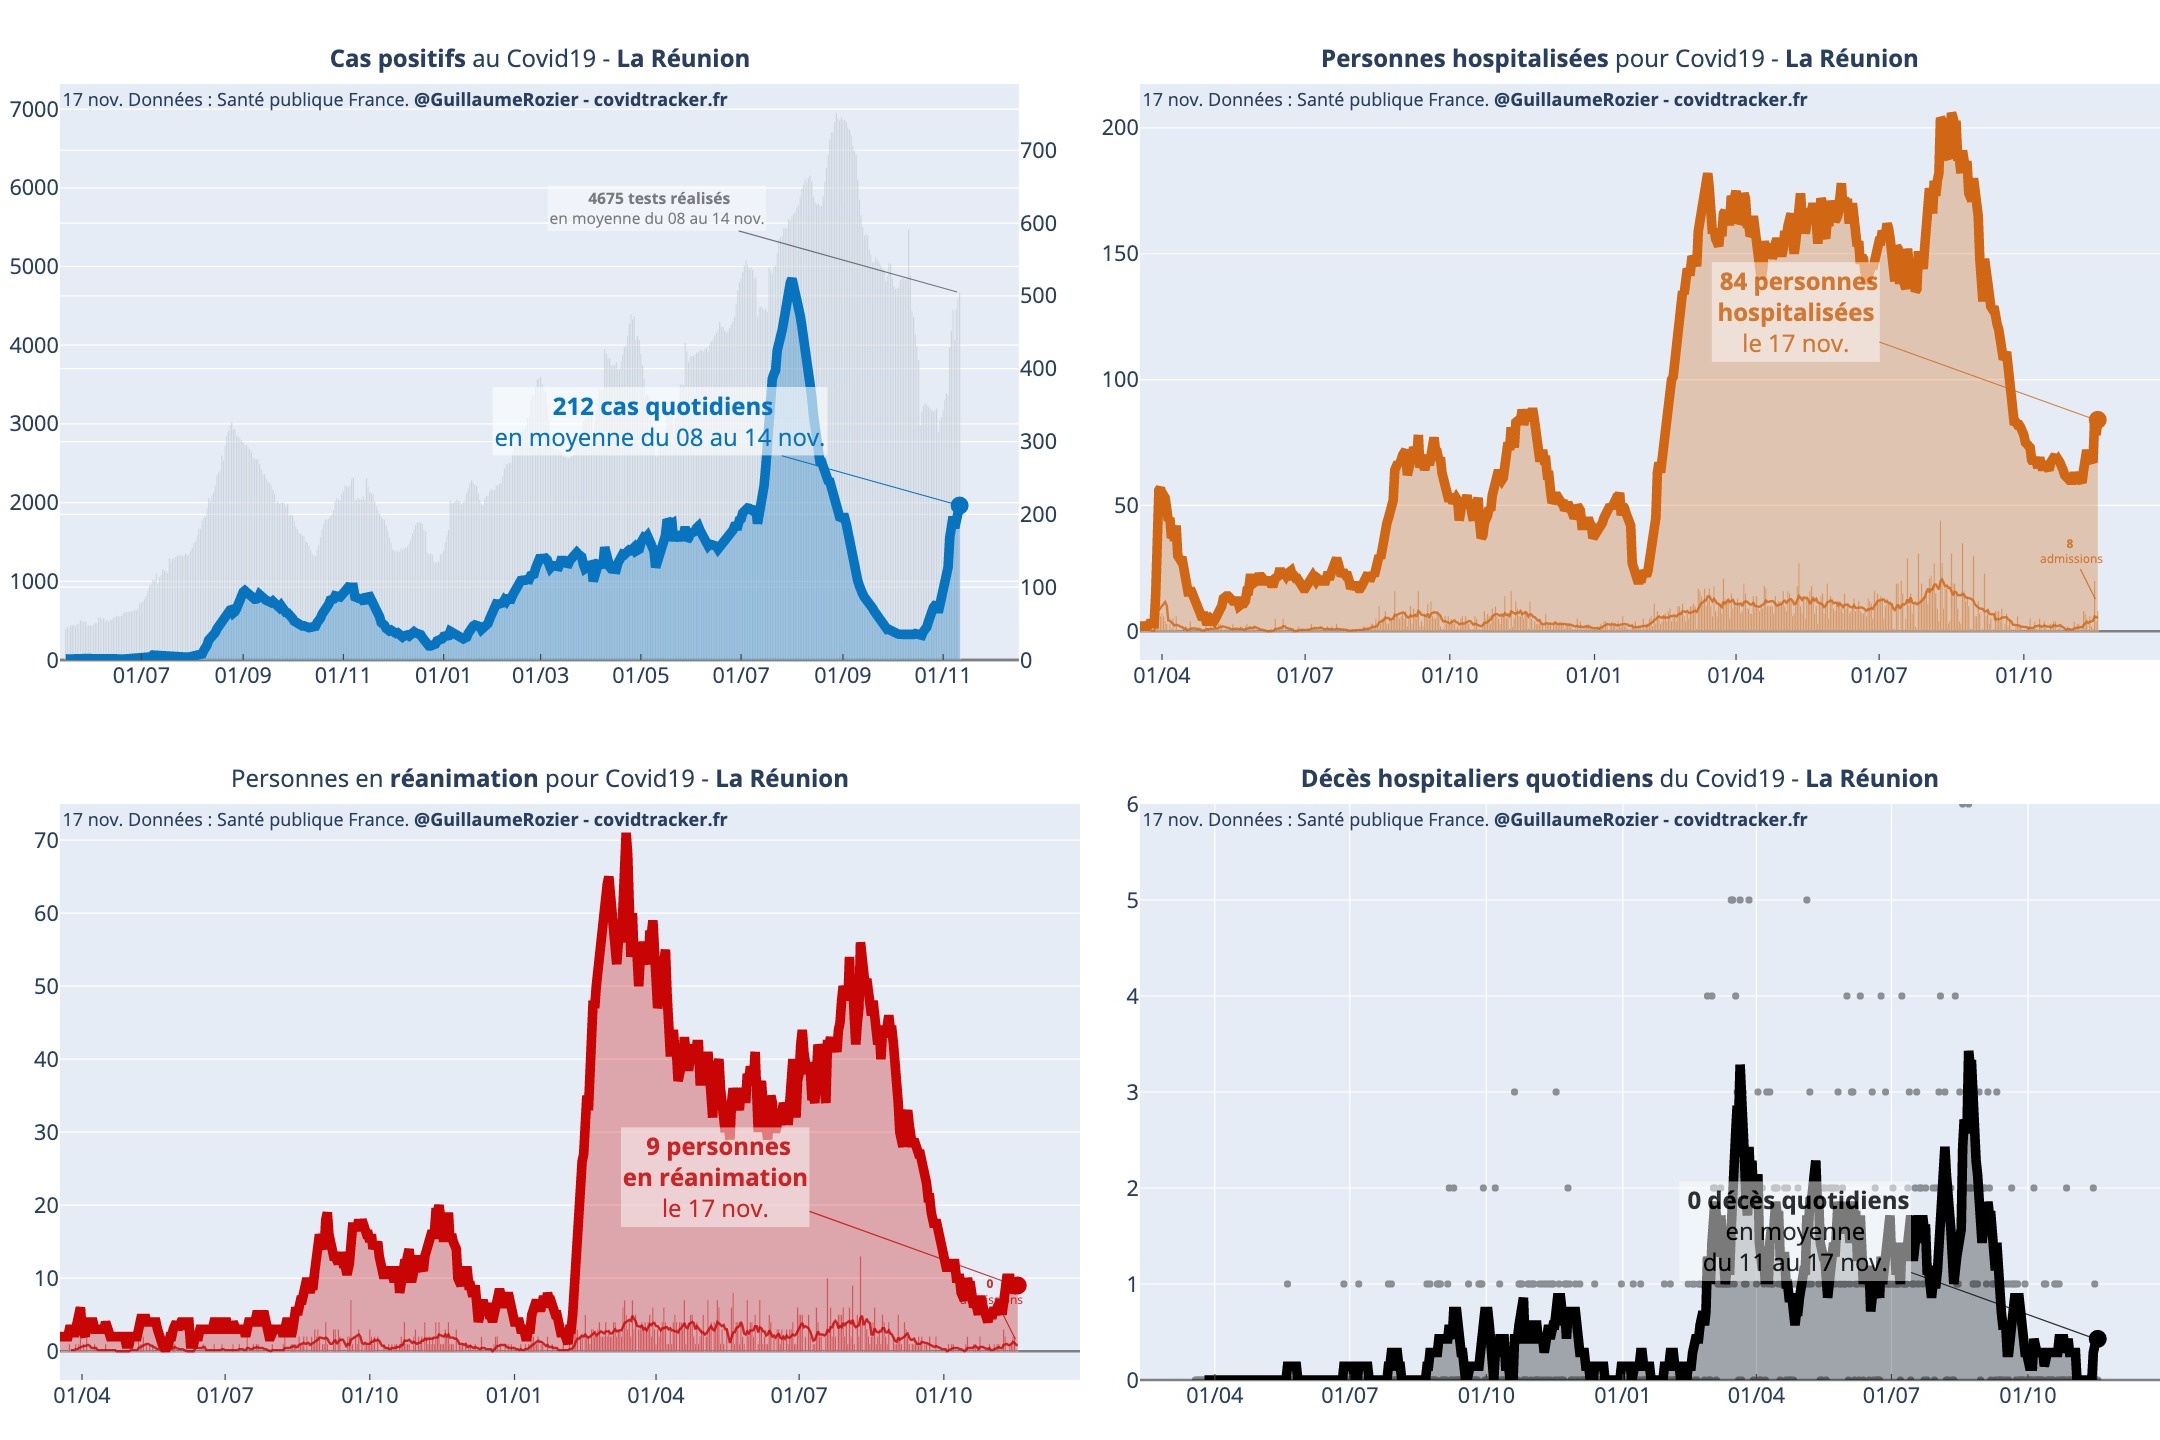 Cas positifs au Covid19 - La Réunion
17 nov. Données : Santé publique France. @GuillaumeRozier - covidtracker.fr
7000
6000
5000
4000
3000
2000
1000
0
700
600
500
400
300
200
100
0
4675 tests réalisés
en moyenne du 08 au 14 nov.
212 cas quotidiens
en moyenne du 08 au 14 nov.
01/07 01/09 01/11 01/01 01/03 01/05 01/07 01/09 01/11
Personnes hospitalisées pour Covid19 - La Réunion
17 nov. Données : Santé publique France. @GuillaumeRozier - covidtracker.fr
200
150
100
50
0
84 personnes
hospitalisées
le 17 nov.
8
admissions
01/04 01/07 01/10 01/01 01/04 01/07 01/10
Personnes en réanimation pour Covid19 - La Réunion
17 nov. Données : Santé publique France. @GuillaumeRozier - covidtracker.fr
70
60
50
40
30
20
10
0
9 personnes
en réanimation
le 17 nov.
0
01/04 01/07 01/10 01/01 01/04 01/07 01/10
Décès hospitaliers quotidiens du Covid19 - La Réunion
17 nov. Données : Santé publique France. @GuillaumeRozier - covidtracker.fr
6
5
4
3
2
1
0
0 décès quotidiens
en moyenne
du 11 au 17 nov.
01/04 01/07 01/10 01/01 01/04 01/07 01/10